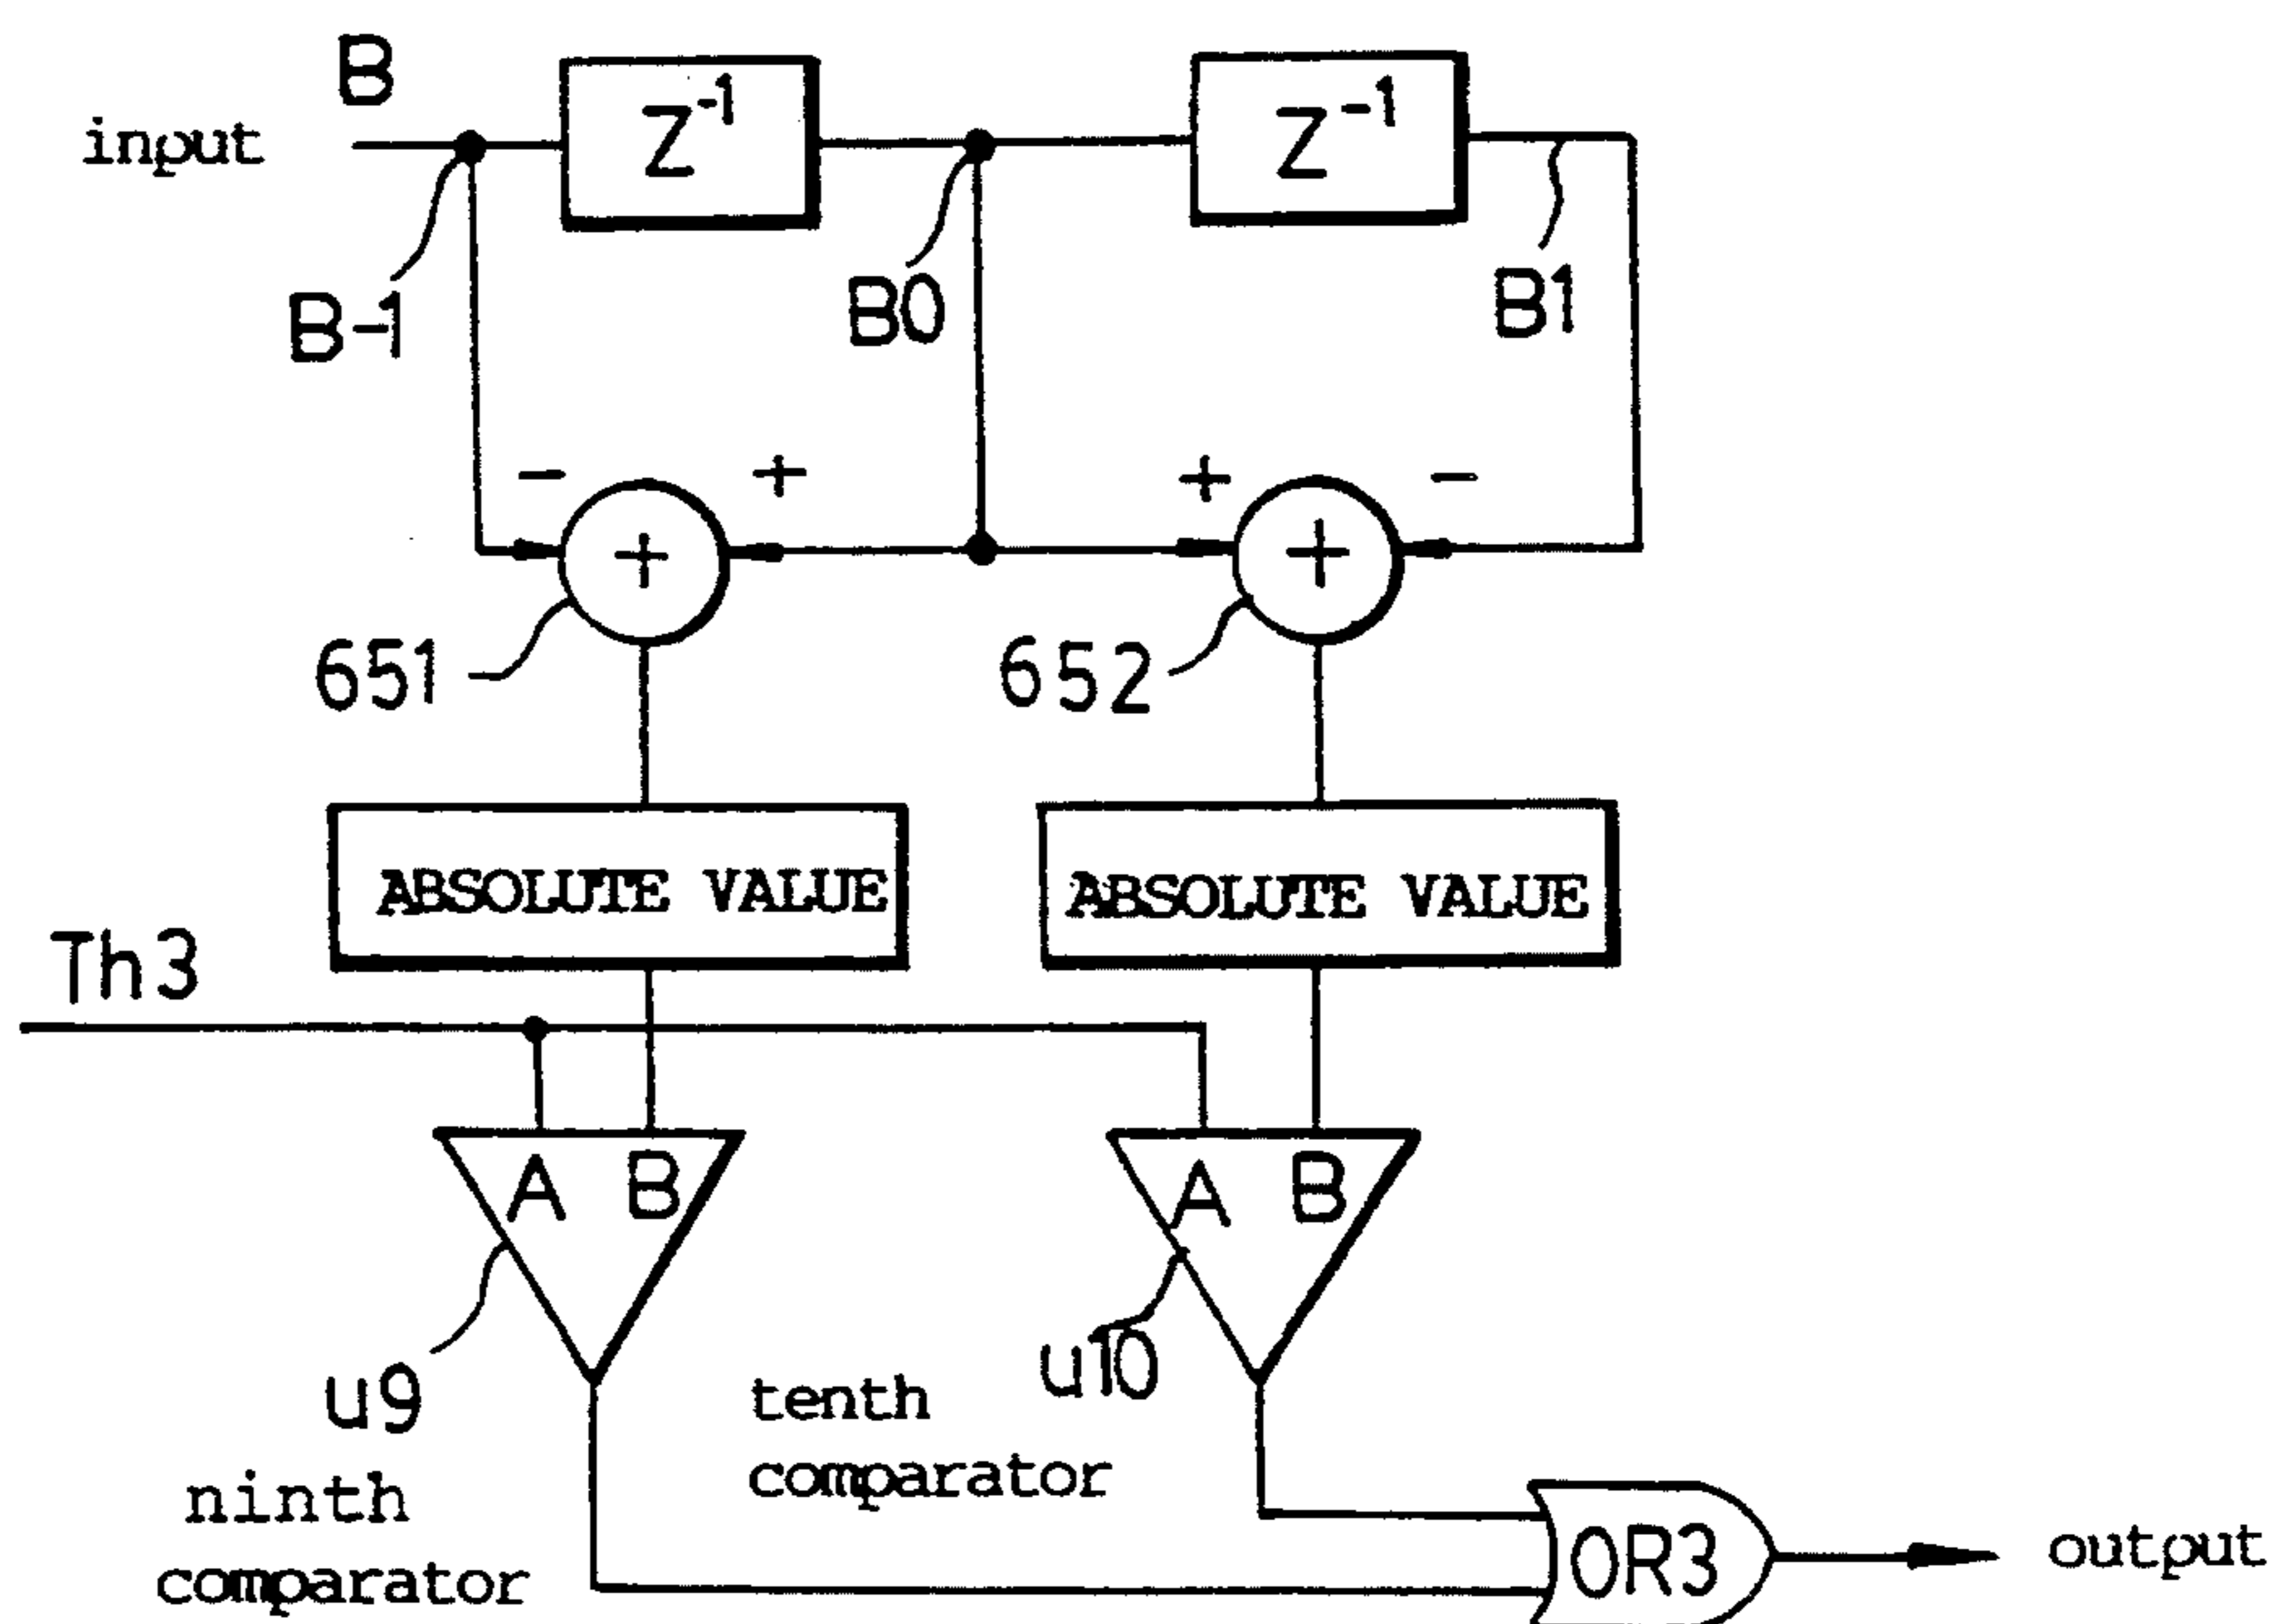 B
input
Z⁻¹
Z⁻¹
B-1
B0
B1
- + + -
+ +
651
652
ABSOLUTE VALUE
ABSOLUTE VALUE
Th3
A B
A B
u9
u10
ninth
comparator
tenth
comparator
OR3
output